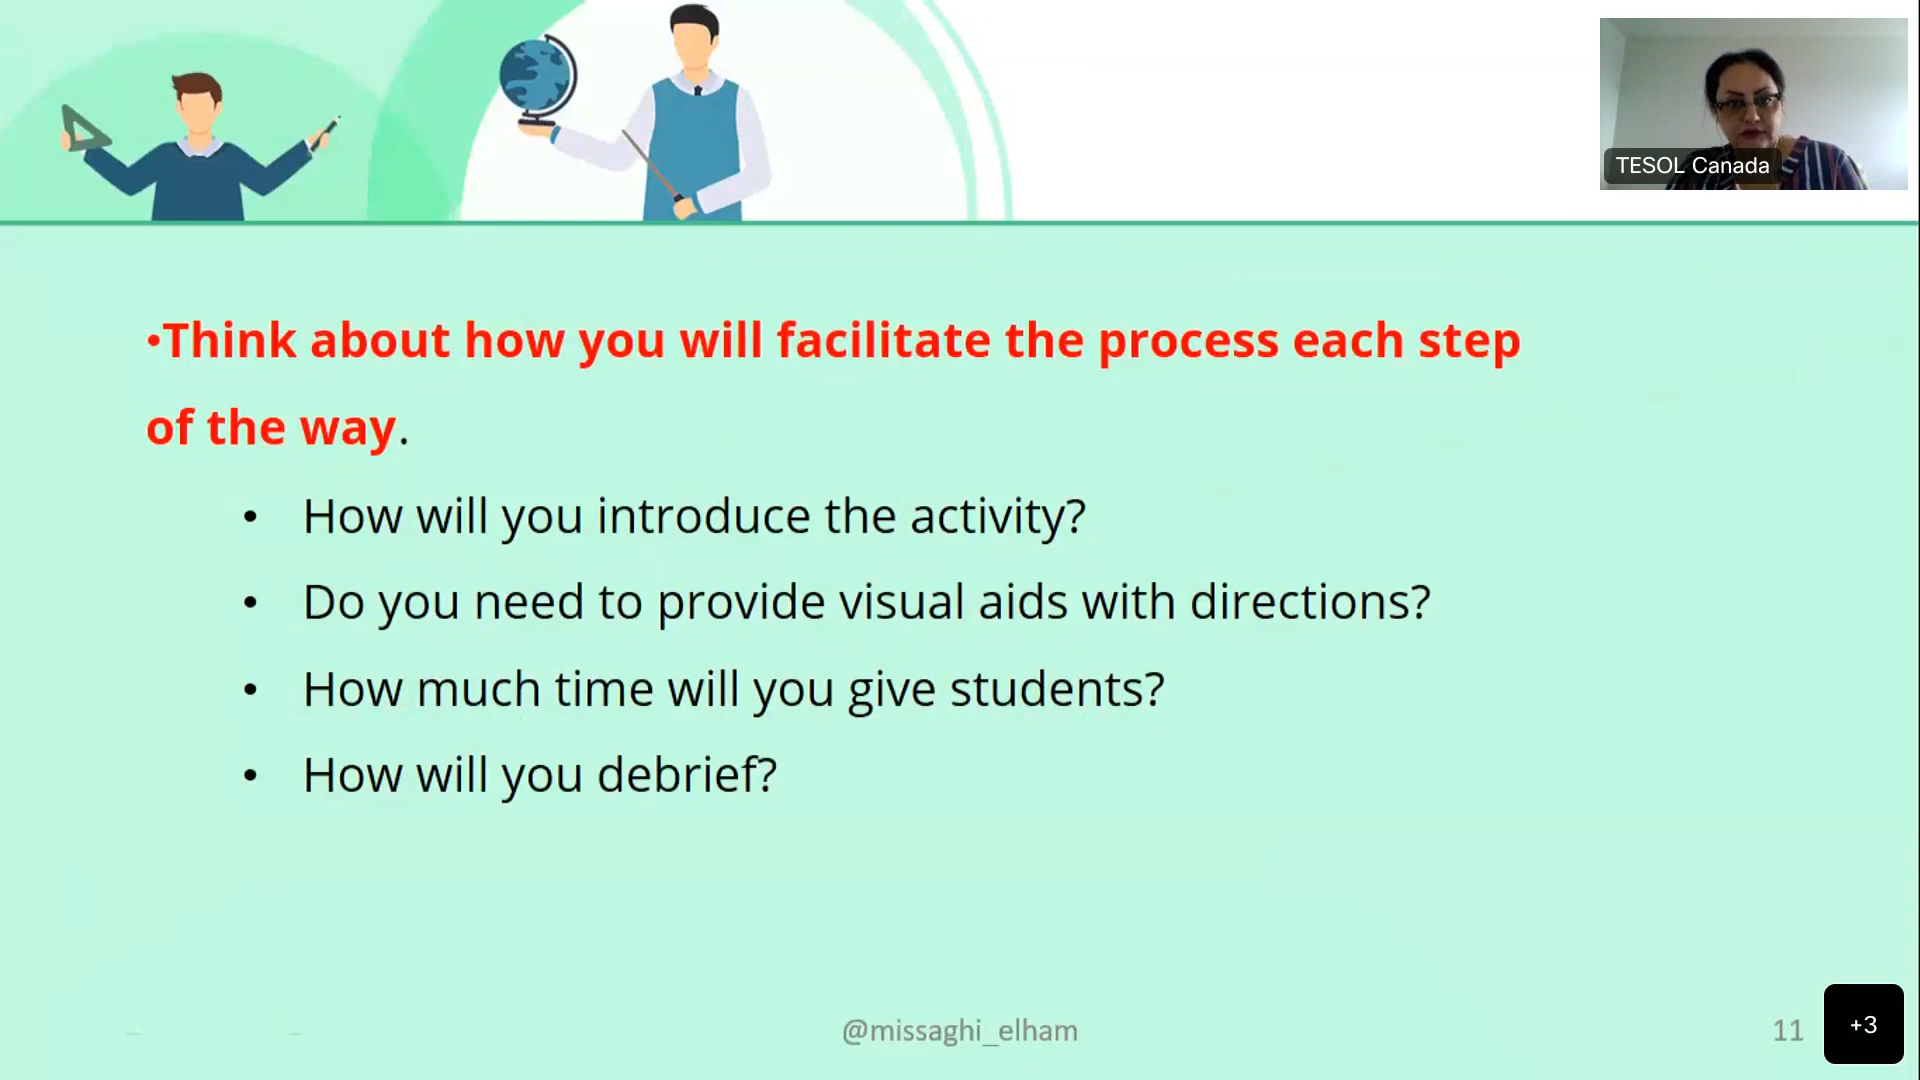 TESOL Canada
•Think about how you will facilitate the process each step
of the way.
• How will you introduce the activity?
• Do you need to provide visual aids with directions?
• How much time will you give students?
• How will you debrief?
@missaghi_elham
11
+3